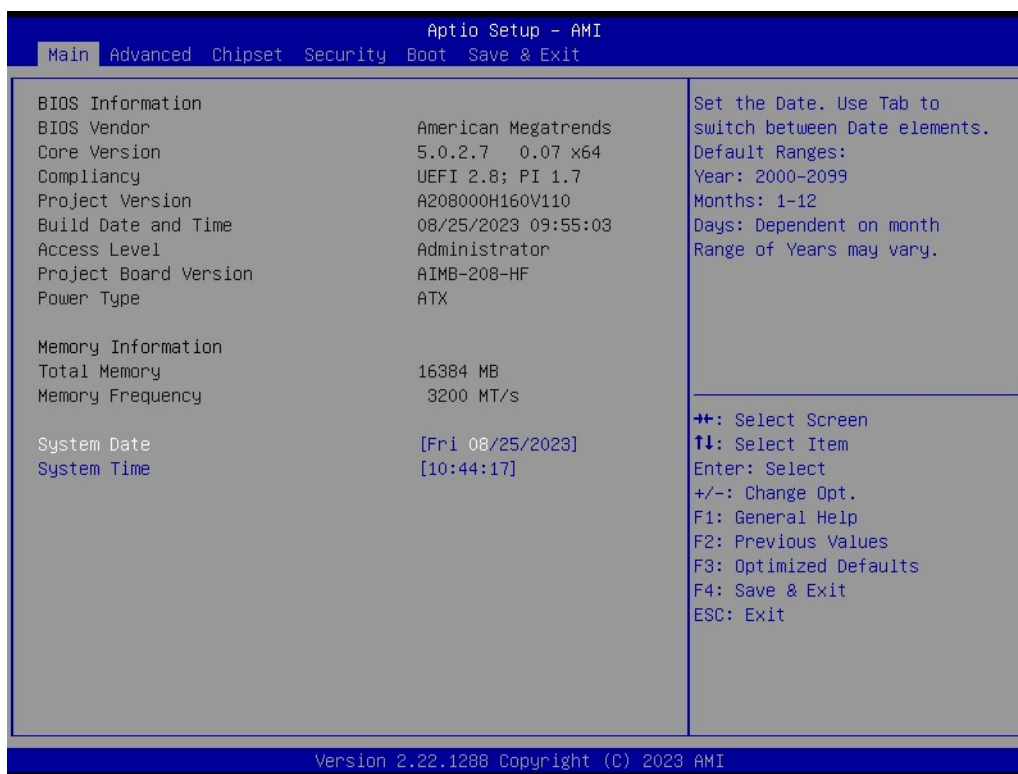 Aptio Setup – AMI
Main Advanced Chipset Security Boot Save & Exit
BIOS Information
BIOS Vendor American Megatrends
Core Version 5.0.2.7 0.07 x64
Compliancy UEFI 2.8; PI 1.7
Project Version A208000H160V110
Build Date and Time 08/25/2023 09:55:03
Access Level Administrator
Project Board Version AIMB-208-HF
Power Type ATX
Memory Information
Total Memory 16384 MB
Memory Frequency 3200 MT/s
System Date [Fri 08/25/2023]
System Time [10:44:17]
Set the Date. Use Tab to
switch between Date elements.
Default Ranges:
Year: 2000-2099
Months: 1-12
Days: Dependent on month
Range of Years may vary.
→←: Select Screen
↑↓: Select Item
Enter: Select
+/-: Change Opt.
F1: General Help
F2: Previous Values
F3: Optimized Defaults
F4: Save & Exit
ESC: Exit
Version 2.22.1288 Copyright (C) 2023 AMI